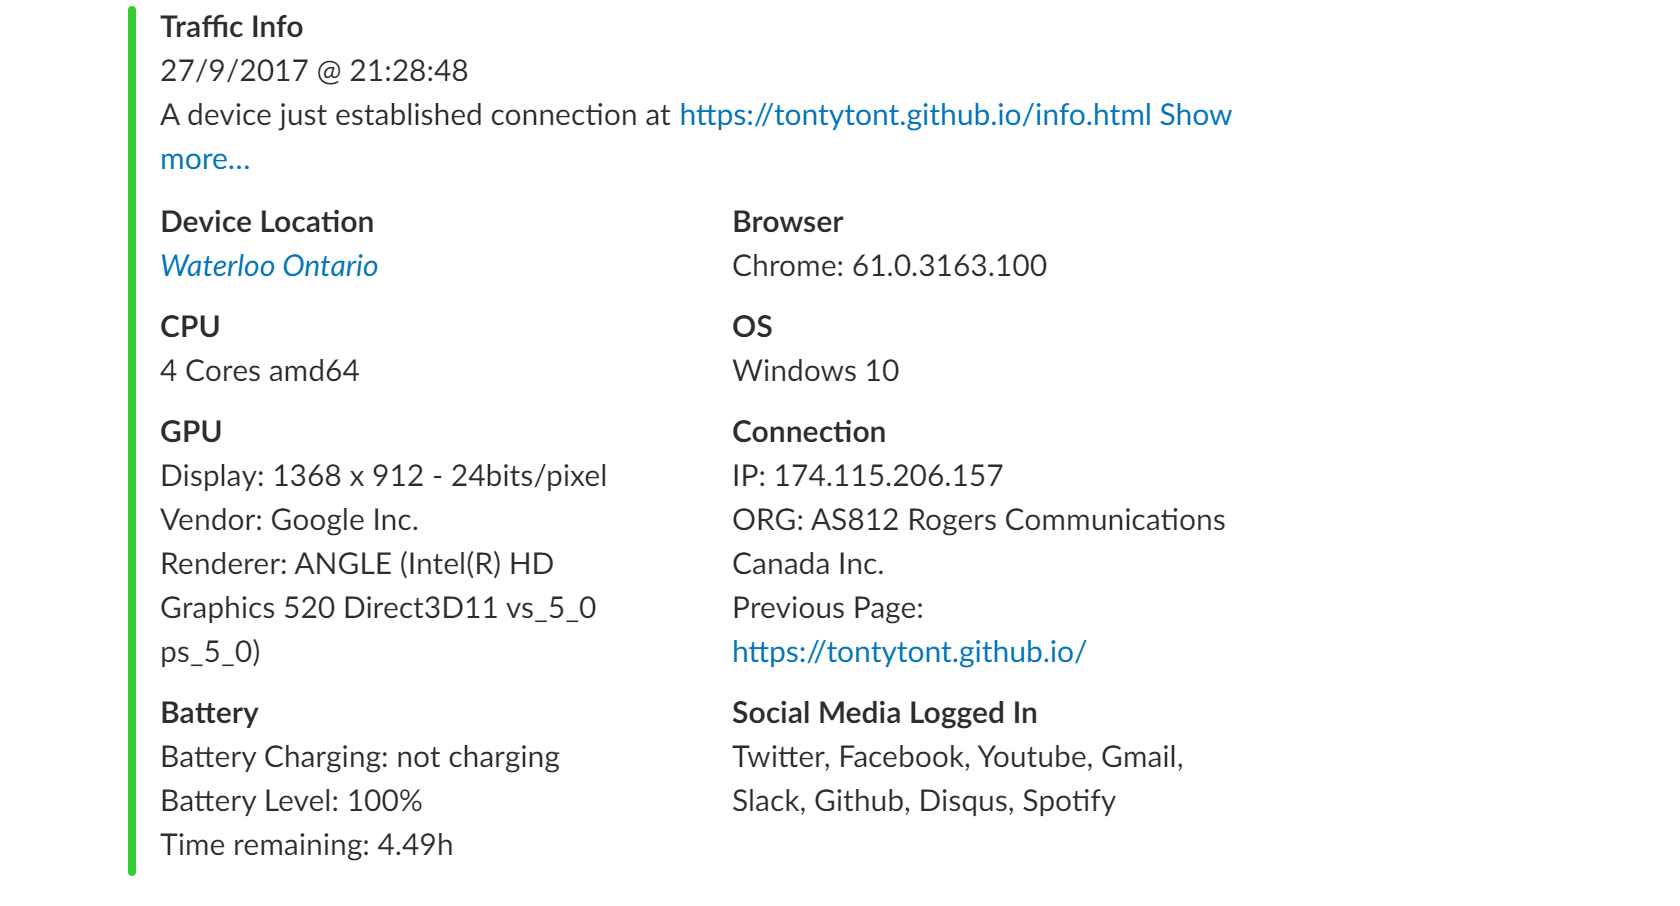 Traffic Info
27/9/2017 @ 21:28:48
A device just established connection at https://tontytont.github.io/info.html Show
more...
Device Location
Waterloo Ontario
Browser
Chrome: 61.0.3163.100
CPU
4 Cores amd64
OS
Windows 10
GPU
Display: 1368 x 912 - 24bits/pixel
Vendor: Google Inc.
Renderer: ANGLE (Intel(R) HD
Graphics 520 Direct3D11 vs_5_0
ps_5_0)
Connection
IP: 174.115.206.157
ORG: AS812 Rogers Communications
Canada Inc.
Previous Page:
https://tontytont.github.io/
Battery
Battery Charging: not charging
Battery Level: 100%
Time remaining: 4.49h
Social Media Logged In
Twitter, Facebook, Youtube, Gmail,
Slack, Github, Disqus, Spotify